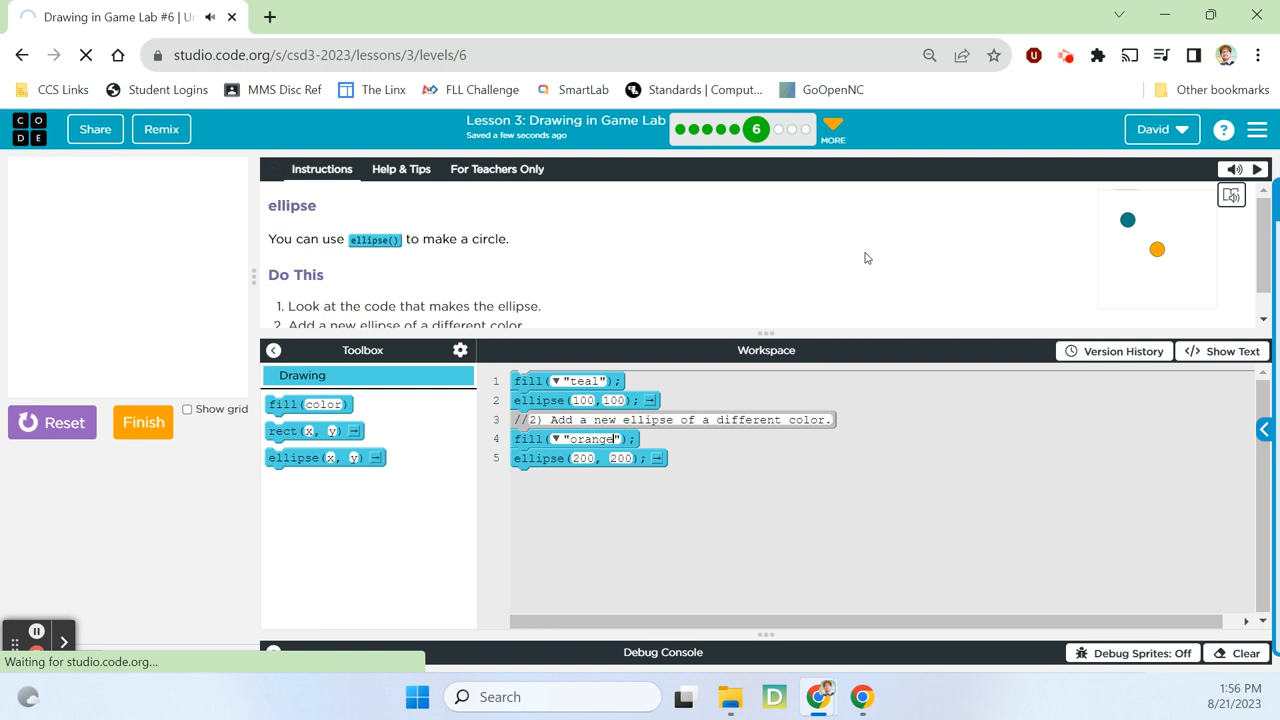 Drawing in Game Lab #6 | Un
studio.code.org/s/csd3-2023/lessons/3/levels/6
CCS Links
Student Logins
MMS Disc Ref
The Linx
FLL Challenge
SmartLab
Standards | Comput...
GoOpenNC
Other bookmarks
C O
D E
Share
Remix
Lesson 3: Drawing in Game Lab
Saved a few seconds ago
6
MORE
David
?
Instructions
Help & Tips
For Teachers Only
ellipse
You can use ellipse() to make a circle.
Do This
1. Look at the code that makes the ellipse.
2. Add a new ellipse of a different color
Toolbox
Workspace
Version History
</> Show Text
Drawing
fill(color)
rect(x, y)
ellipse(x, y)
Reset
Finish
Show grid
1 fill("teal");
2 ellipse(100,100);
3 //2) Add a new ellipse of a different color.
4 fill("orange");
5 ellipse(200, 200);
Debug Console
Debug Sprites: Off
Clear
Waiting for studio.code.org...
Search
D
1:56 PM
8/21/2023